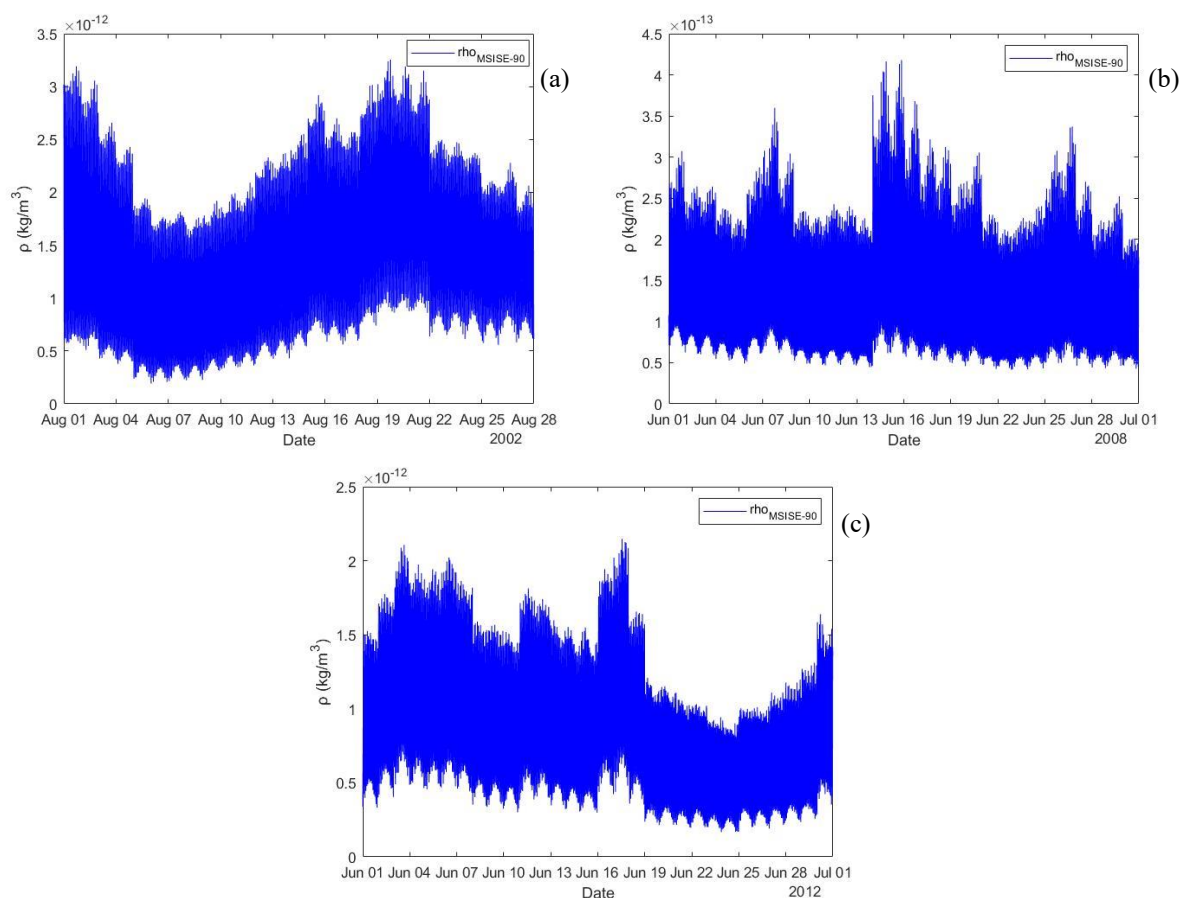 ×10⁻¹²
3.5
3
2.5
2
1.5
1
0.5
0
ρ (kg/m³)
rho_MSISE-90
(a)
Aug 01 Aug 04 Aug 07 Aug 10 Aug 13 Aug 16 Aug 19 Aug 22 Aug 25 Aug 28
Date
2002
×10⁻¹³
4.5
4
3.5
3
2.5
2
1.5
1
0.5
0
ρ (kg/m³)
rho_MSISE-90
(b)
Jun 01 Jun 04 Jun 07 Jun 10 Jun 13 Jun 16 Jun 19 Jun 22 Jun 25 Jun 28 Jul 01
Date
2008
×10⁻¹²
2.5
2
1.5
1
0.5
0
ρ (kg/m³)
rho_MSISE-90
(c)
Jun 01 Jun 04 Jun 07 Jun 10 Jun 13 Jun 16 Jun 19 Jun 22 Jun 25 Jun 28 Jul 01
Date
2012